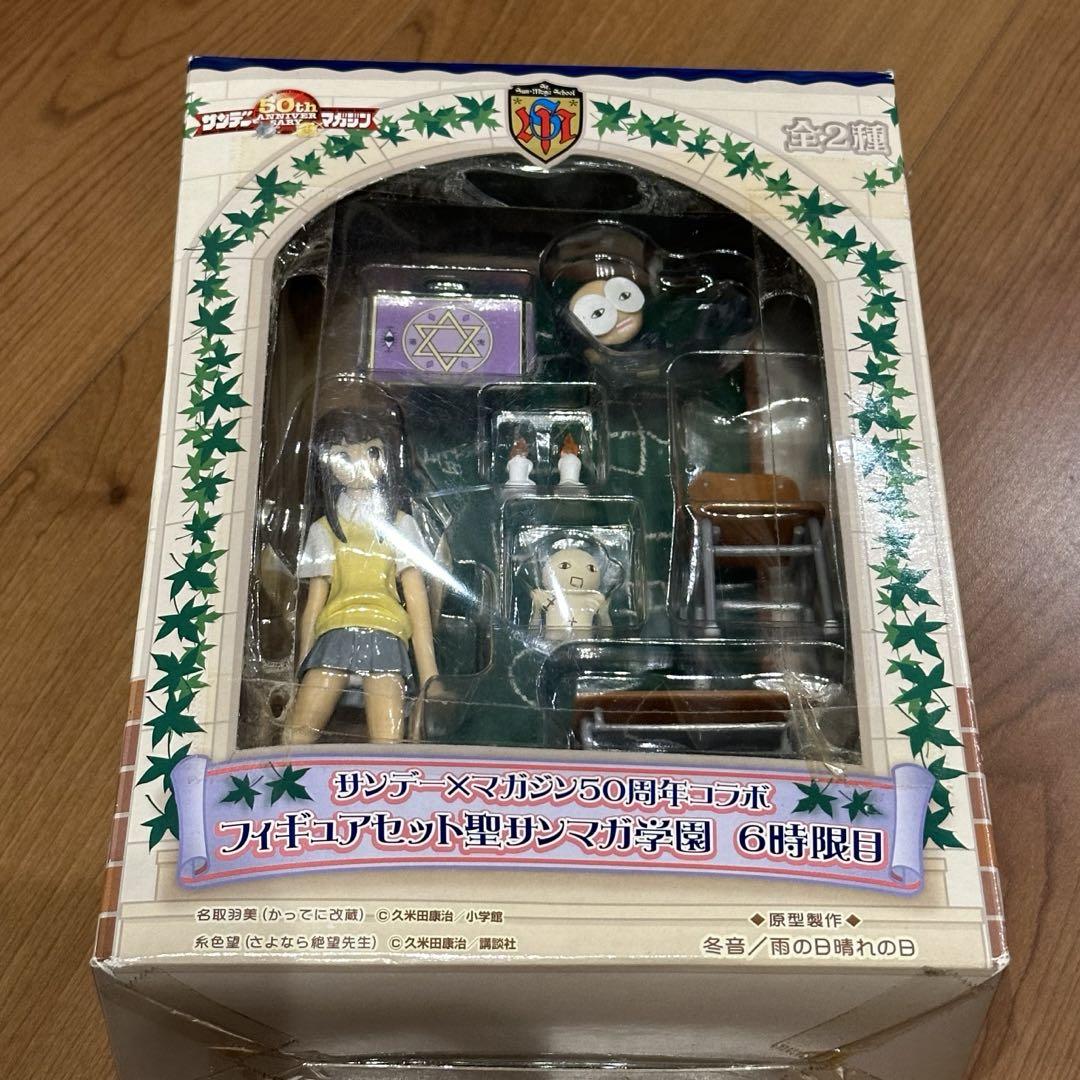 サンデー 50th ANNIVERSARY マガジン
St. Sun-Maga School
全2種
サンデー×マガジン50周年コラボ
フィギュアセット聖サンマガ学園 6時限目
名取羽美(かってに改蔵) ©久米田康治/小学館
糸色望(さよなら絶望先生) ©久米田康治/講談社
◆原型製作◆
冬音/雨の日晴れの日